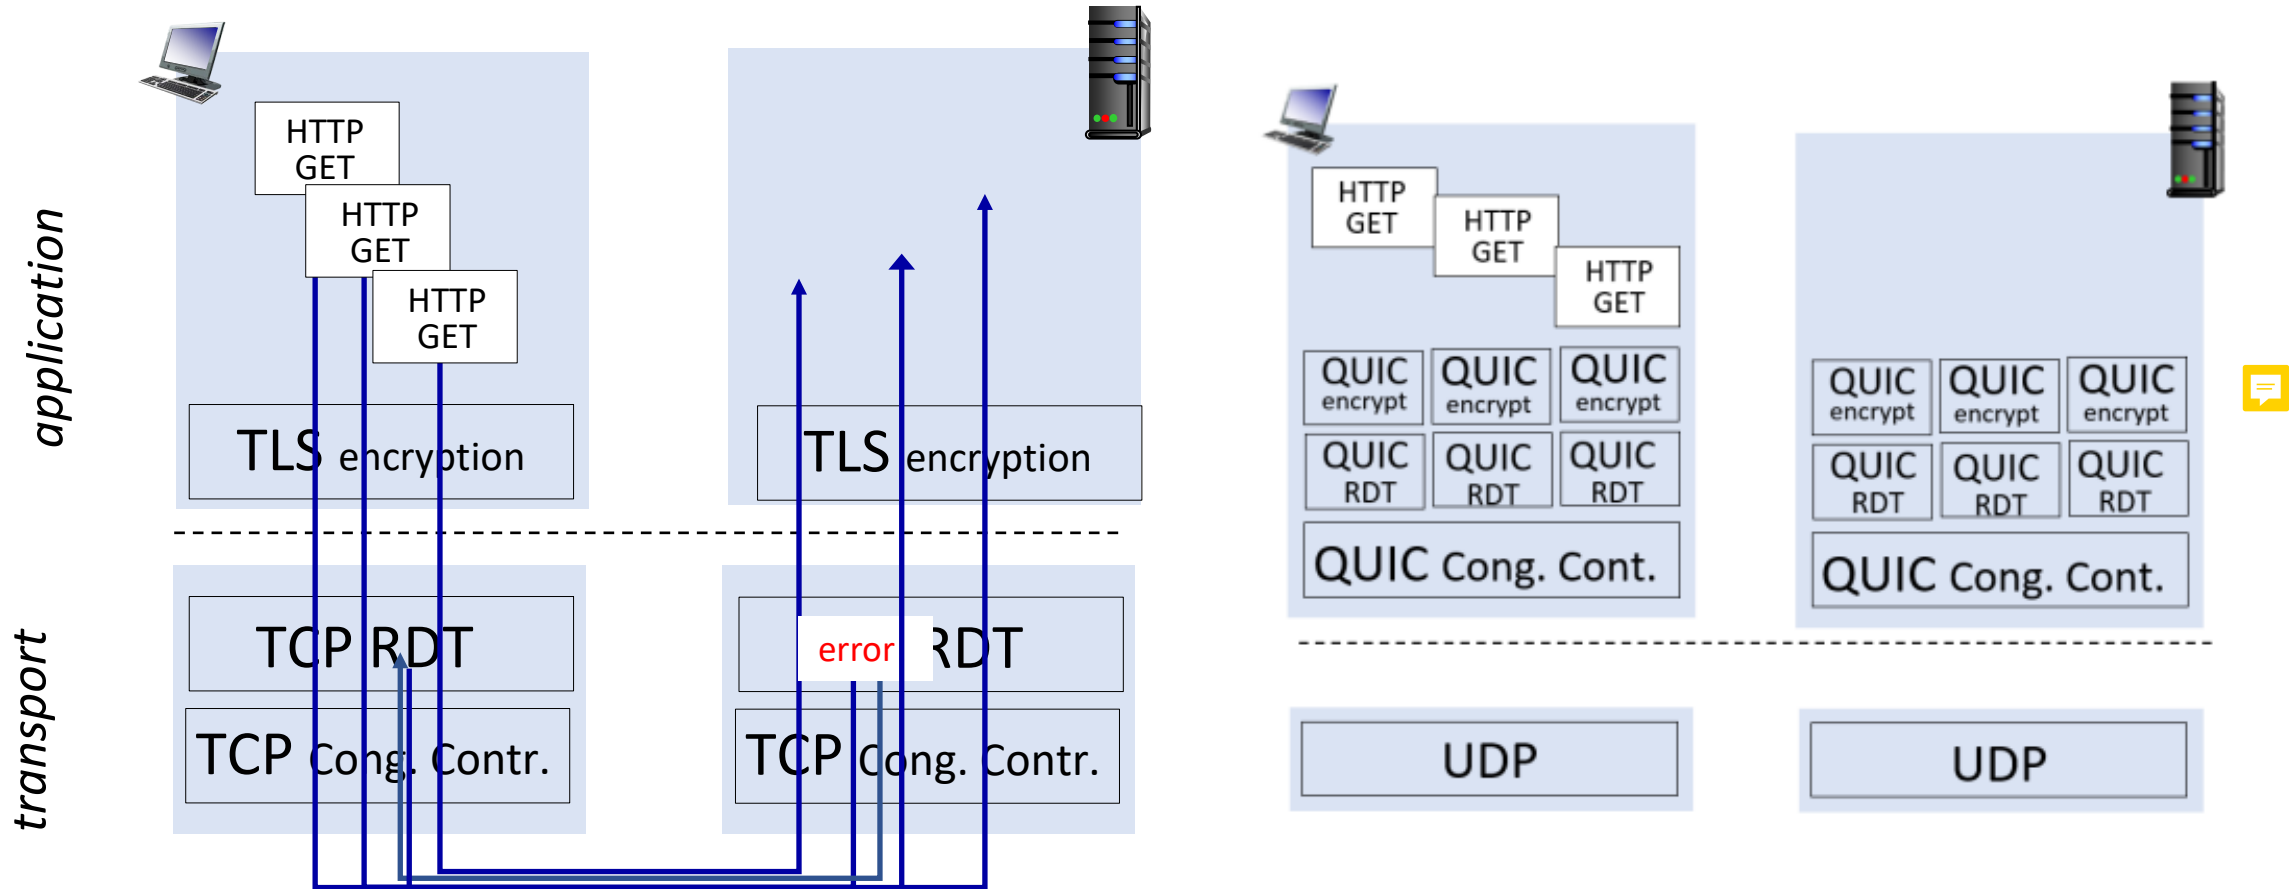 application
transport
HTTP
GET
HTTP
GET
HTTP
GET
TLS encryption
TCP RDT
TCP Cong. Contr.
TLS encryption
error RDT
TCP Cong. Contr.
HTTP
GET
HTTP
GET
HTTP
GET
QUIC encrypt
QUIC encrypt
QUIC encrypt
QUIC RDT
QUIC RDT
QUIC RDT
QUIC Cong. Cont.
UDP
QUIC encrypt
QUIC encrypt
QUIC encrypt
QUIC RDT
QUIC RDT
QUIC RDT
QUIC Cong. Cont.
UDP